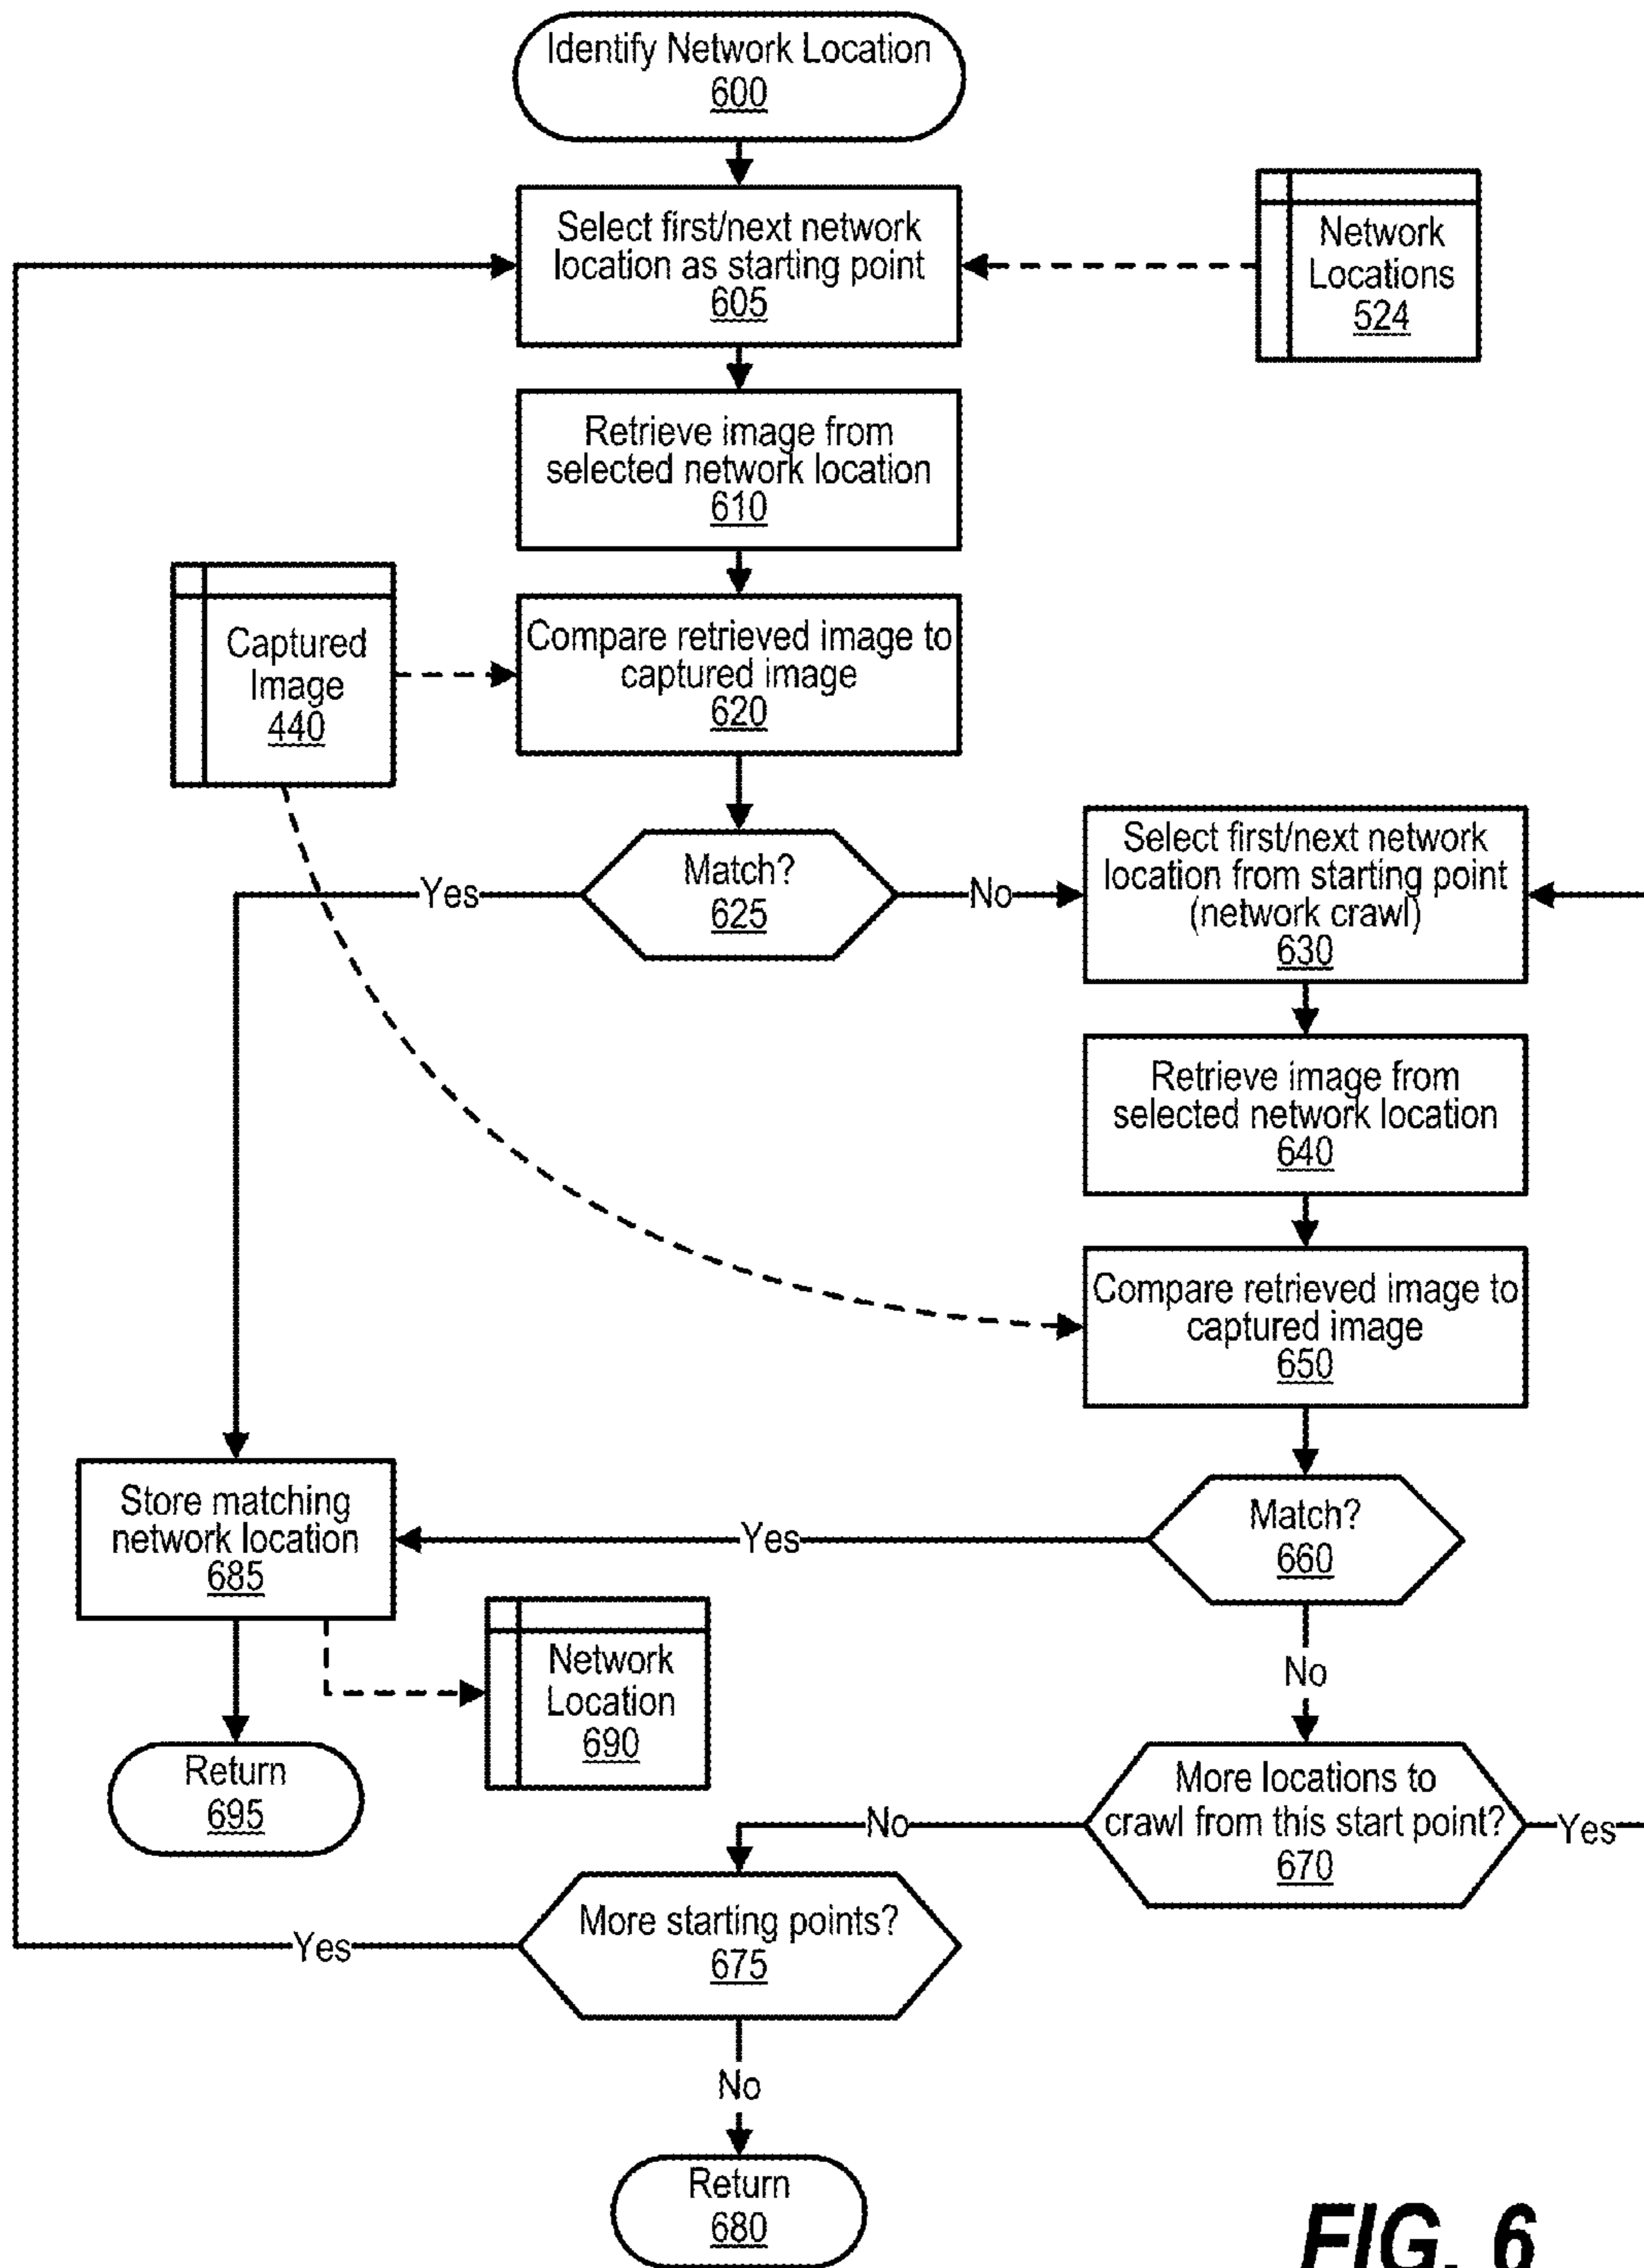 Identify Network Location
600
Select first/next network
location as starting point
605
Network
Locations
524
Retrieve image from
selected network location
610
Captured
Image
440
Compare retrieved image to
captured image
620
Match?
625
Yes
No
Select first/next network
location from starting point
(network crawl)
630
Retrieve image from
selected network location
640
Compare retrieved image to
captured image
650
Match?
660
Yes
No
Store matching
network location
685
Network
Location
690
Return
695
More locations to
crawl from this start point?
670
No
Yes
More starting points?
675
Yes
No
Return
680
FIG. 6